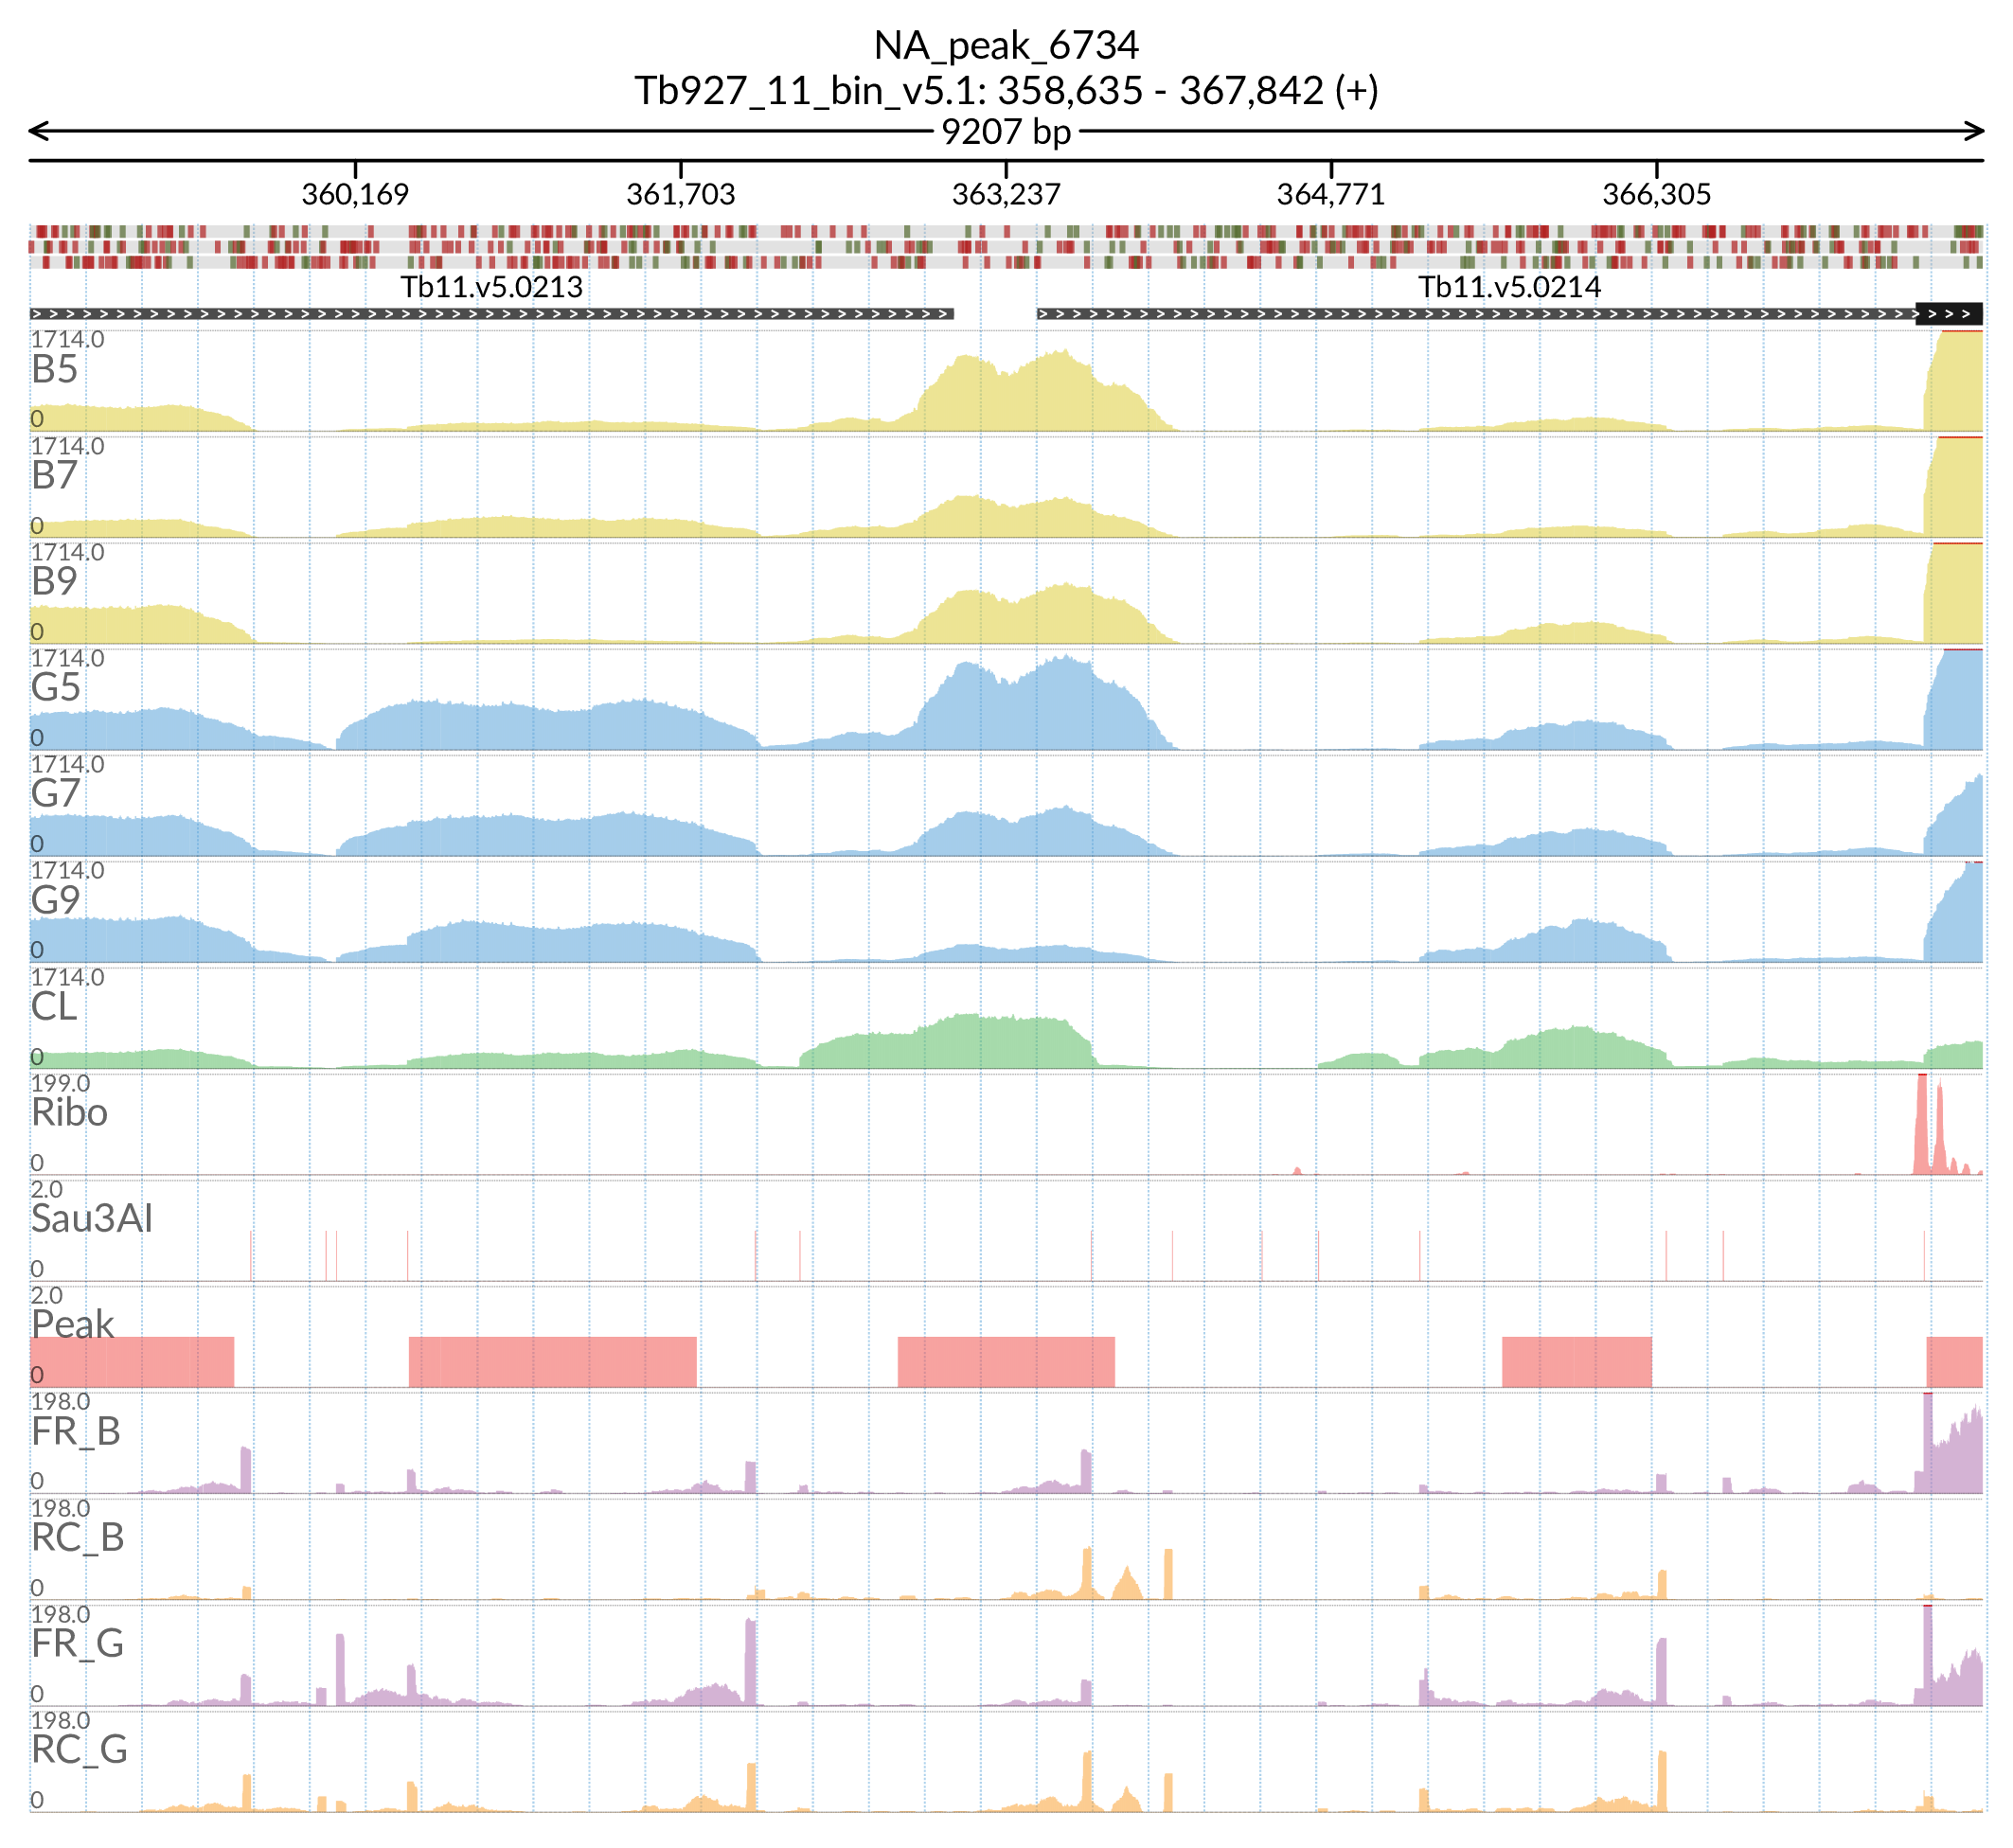 NA_peak_6734
Tb927_11_bin_v5.1: 358,635 - 367,842 (+)
9207 bp
360,169 361,703 363,237 364,771 366,305
Tb11.v5.0213 Tb11.v5.0214
1714.0
B5
0
1714.0
B7
0
1714.0
B9
0
1714.0
G5
0
1714.0
G7
0
1714.0
G9
0
1714.0
CL
0
199.0
Ribo
0
2.0
Sau3AI
0
2.0
Peak
0
198.0
FR_B
0
198.0
RC_B
0
198.0
FR_G
0
198.0
RC_G
0